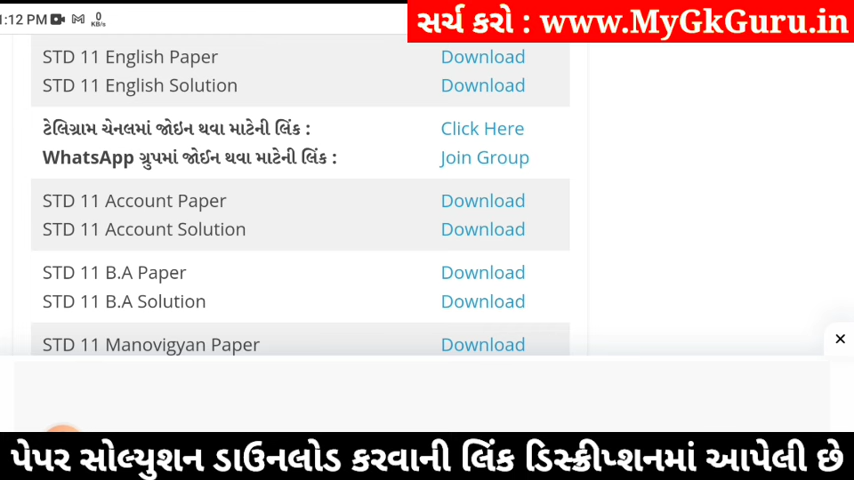 1:12 PM
0
KB/s
સર્ચ કરો : www.MyGkGuru.in
STD 11 English Paper Download
STD 11 English Solution Download
ટેલિગ્રામ ચેનલમાં જોઇન થવા માટેની લિંક : Click Here
WhatsApp ગ્રુપમાં જોઈન થવા માટેની લિંક : Join Group
STD 11 Account Paper Download
STD 11 Account Solution Download
STD 11 B.A Paper Download
STD 11 B.A Solution Download
STD 11 Manovigyan Paper Download
પેપર સોલ્યુશન ડાઉનલોડ કરવાની લિંક ડિસ્ક્રીપ્શનમાં આપેલી છે